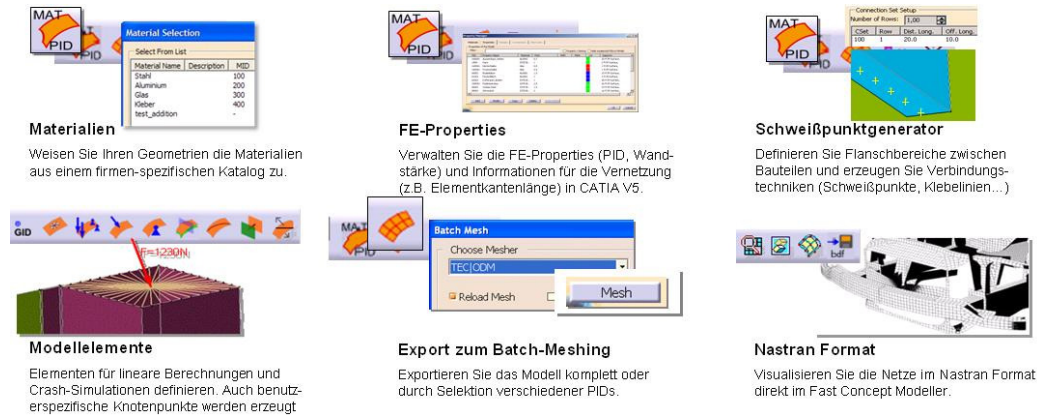 MAT
PID
Material Selection
Select From List
Material Name Description MID
Stahl 100
Aluminium 200
Glas 300
Kleber 400
test_addition -
Materialien
Weisen Sie Ihren Geometrien die Materialien
aus einem firmen-spezifischen Katalog zu.
MAT
PID
FE-Properties
Verwalten Sie die FE-Properties (PID, Wand-
stärke) und Informationen für die Vernetzung
(z.B. Elementkantenlänge) in CATIA V5.
MAT
PID
Connection Set Setup
Number of Rows: 1,00
CSet Row Dist. Long. Off. Long.
100 1 20.0 10.0
Schweißpunktgenerator
Definieren Sie Flanschbereiche zwischen
Bauteilen und erzeugen Sie Verbindungs-
techniken (Schweißpunkte, Klebelinien...)
GID
F=1230N
Modellelemente
Elementen für lineare Berechnungen und
Crash-Simulationen definieren. Auch benutz-
erspezifische Knotenpunkte werden erzeugt
MAT
PID
Batch Mesh
Choose Mesher
TEC|ODM
Reload Mesh
Mesh
Export zum Batch-Meshing
Exportieren Sie das Modell komplett oder
durch Selektion verschiedener PIDs.
bdf
Nastran Format
Visualisieren Sie die Netze im Nastran Format
direkt im Fast Concept Modeller.